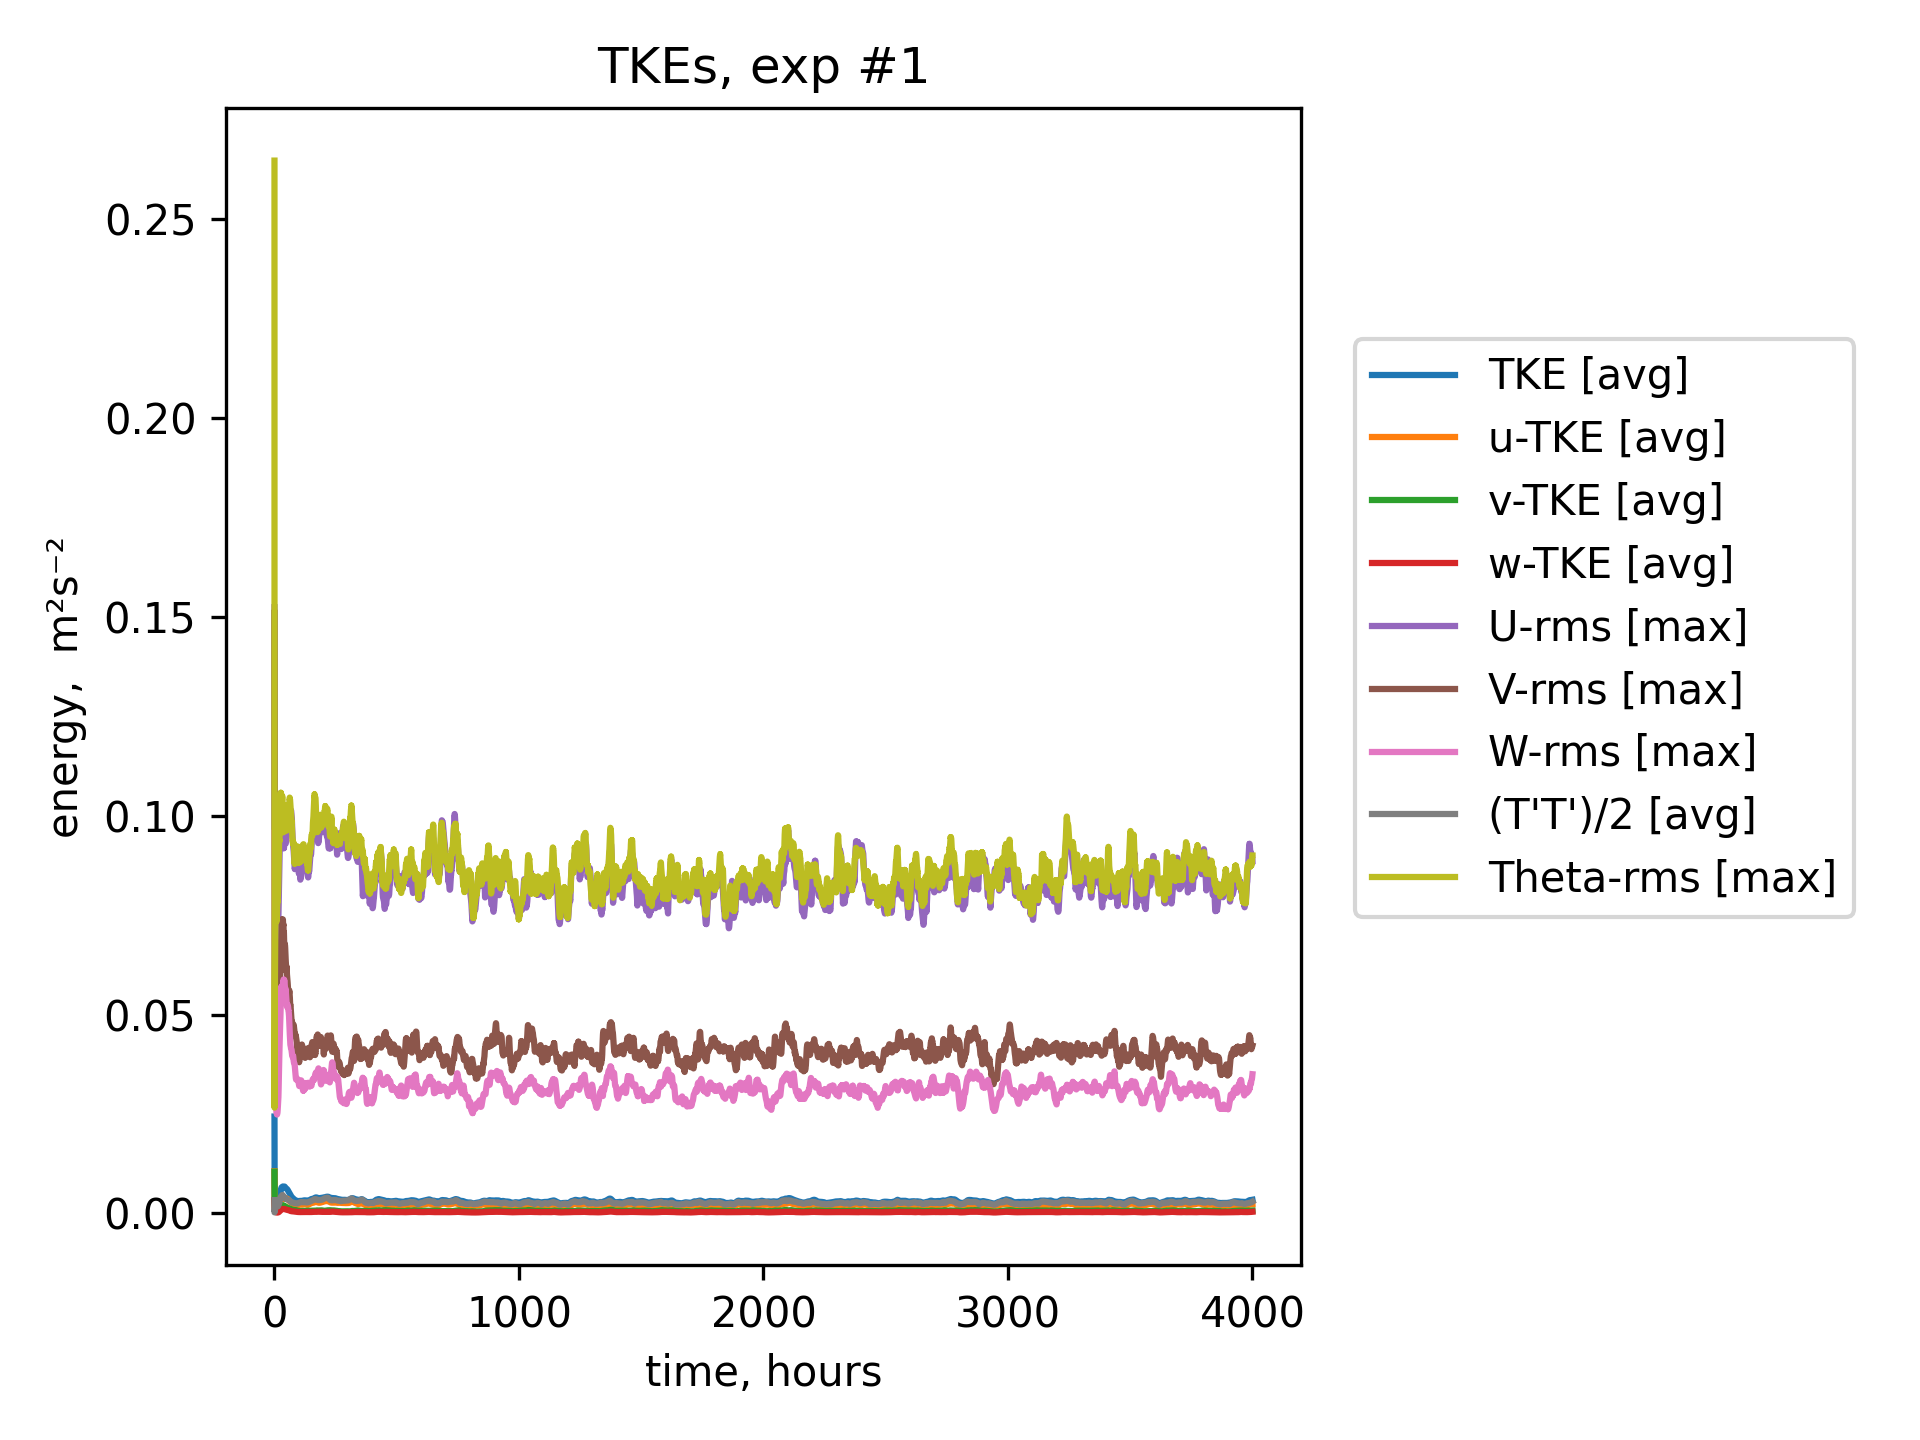 TKEs, exp #1
energy,  m²s⁻²
0.25
0.20
0.15
0.10
0.05
0.00
0
1000
2000
3000
4000
time, hours
TKE [avg]
u-TKE [avg]
v-TKE [avg]
w-TKE [avg]
U-rms [max]
V-rms [max]
W-rms [max]
(T'T')/2 [avg]
Theta-rms [max]